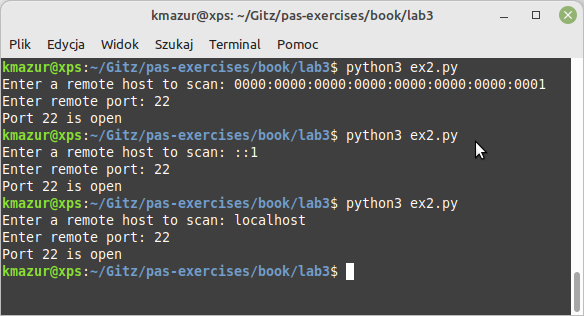 kmazur@xps: ~/Gitz/pas-exercises/book/lab3
Plik Edycja Widok Szukaj Terminal Pomoc
kmazur@xps:~/Gitz/pas-exercises/book/lab3$ python3 ex2.py
Enter a remote host to scan: 0000:0000:0000:0000:0000:0000:0000:0001
Enter remote port: 22
Port 22 is open
kmazur@xps:~/Gitz/pas-exercises/book/lab3$ python3 ex2.py
Enter a remote host to scan: ::1
Enter remote port: 22
Port 22 is open
kmazur@xps:~/Gitz/pas-exercises/book/lab3$ python3 ex2.py
Enter a remote host to scan: localhost
Enter remote port: 22
Port 22 is open
kmazur@xps:~/Gitz/pas-exercises/book/lab3$